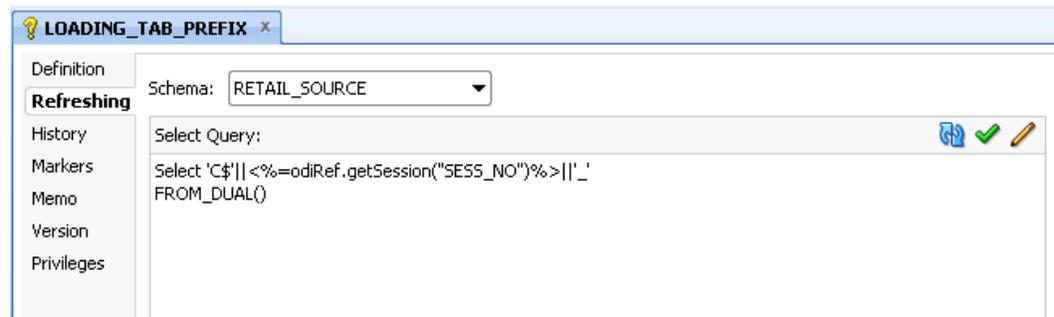 LOADING_TAB_PREFIX x
Definition
Refreshing
History
Markers
Memo
Version
Privileges
Schema: RETAIL_SOURCE
Select Query:
Select 'C$'||<%=odiRef.getSession("SESS_NO")%>||'_'
FROM_DUAL()